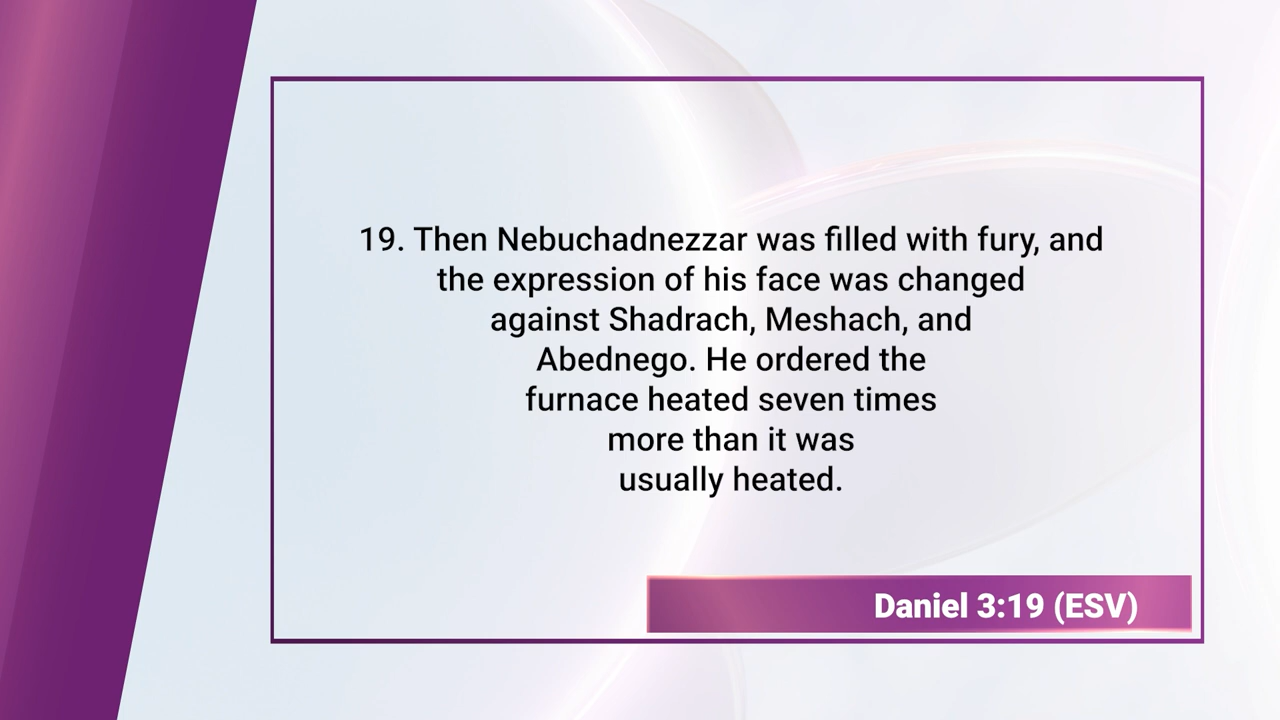 19. Then Nebuchadnezzar was filled with fury, and
the expression of his face was changed
against Shadrach, Meshach, and
Abednego. He ordered the
furnace heated seven times
more than it was
usually heated.
Daniel 3:19 (ESV)